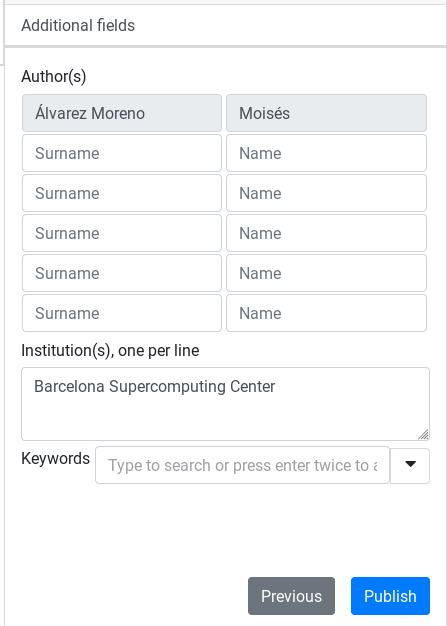 Additional fields
Author(s)
Álvarez Moreno Moisés
Surname Name
Surname Name
Surname Name
Surname Name
Surname Name
Institution(s), one per line
Barcelona Supercomputing Center
Keywords Type to search or press enter twice to a
Previous Publish